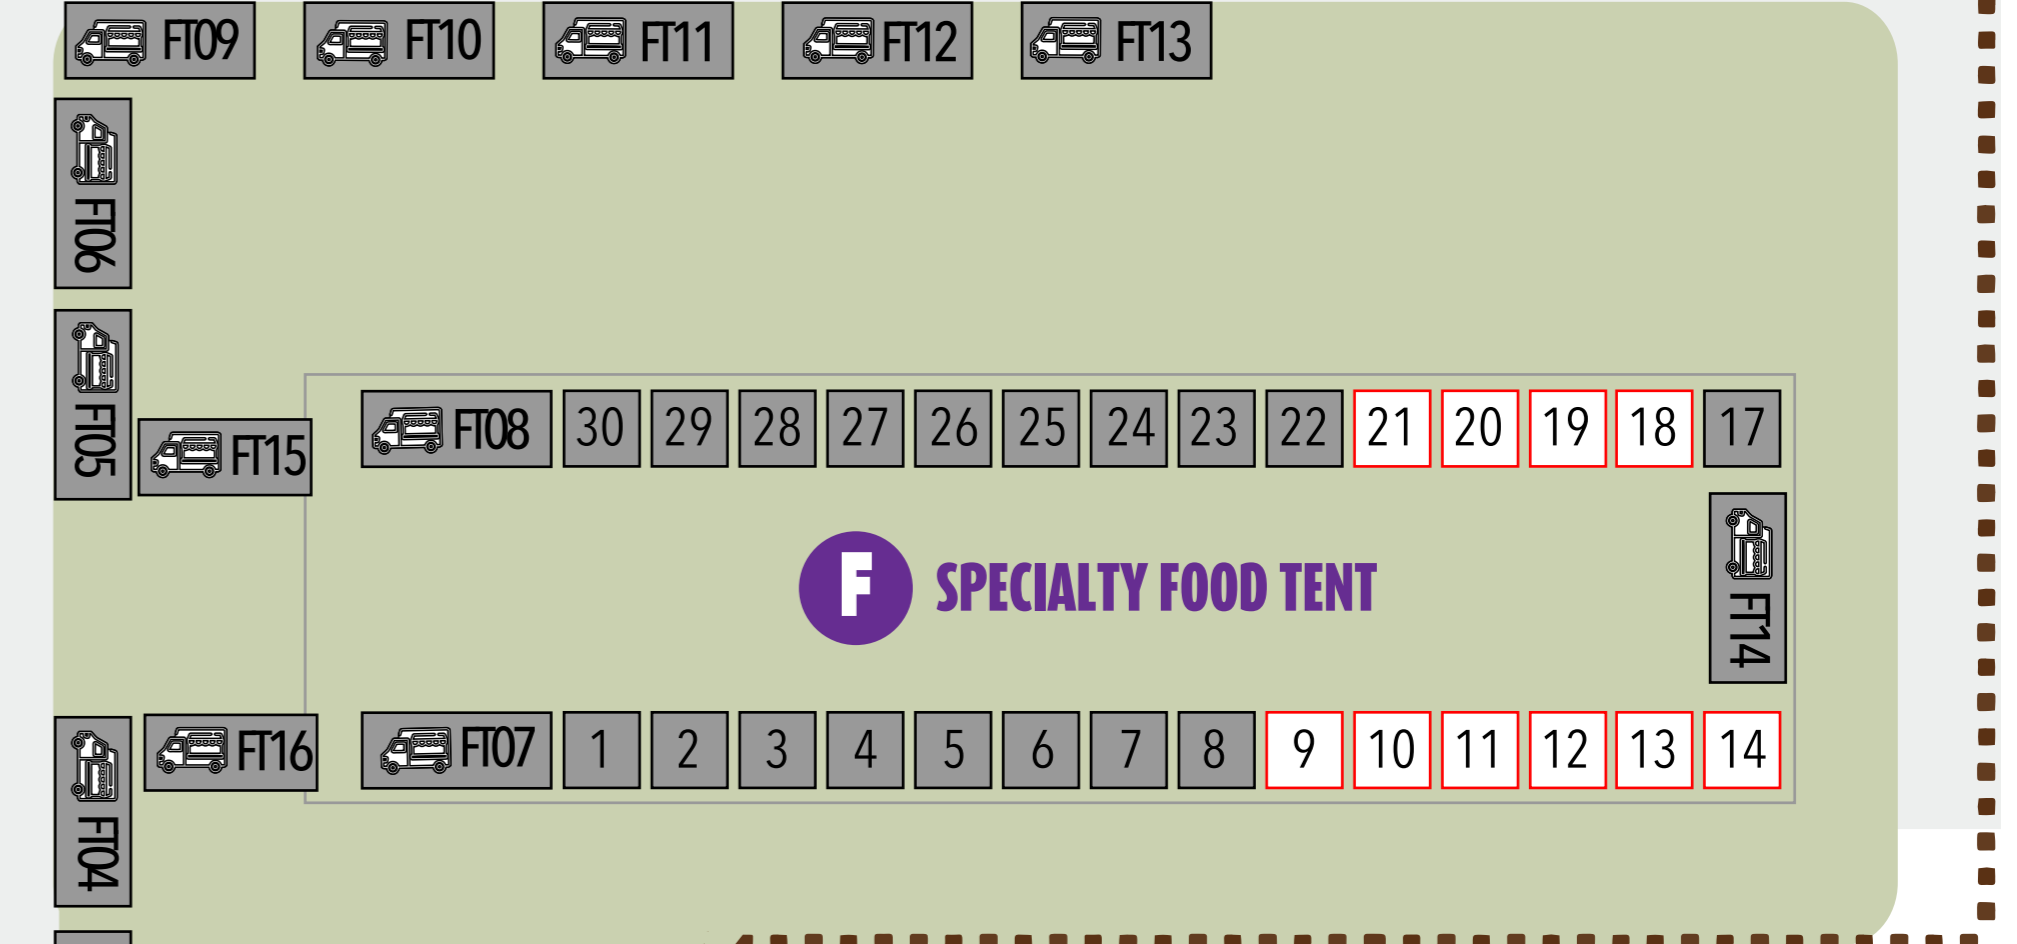 FT09 FT10 FT11 FT12 FT13
FT06
FT05
FT15
FT08 30 29 28 27 26 25 24 23 22 21 20 19 18 17
F SPECIALTY FOOD TENT
FT14
FT04
FT16
FT07 1 2 3 4 5 6 7 8 9 10 11 12 13 14